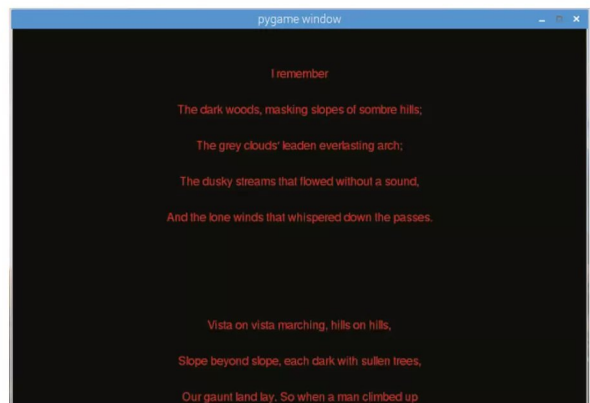 pygame window
I remember
The dark woods, masking slopes of sombre hills;
The grey clouds' leaden everlasting arch;
The dusky streams that flowed without a sound,
And the lone winds that whispered down the passes.
Vista on vista marching, hills on hills,
Slope beyond slope, each dark with sullen trees,
Our gaunt land lay. So when a man climbed up